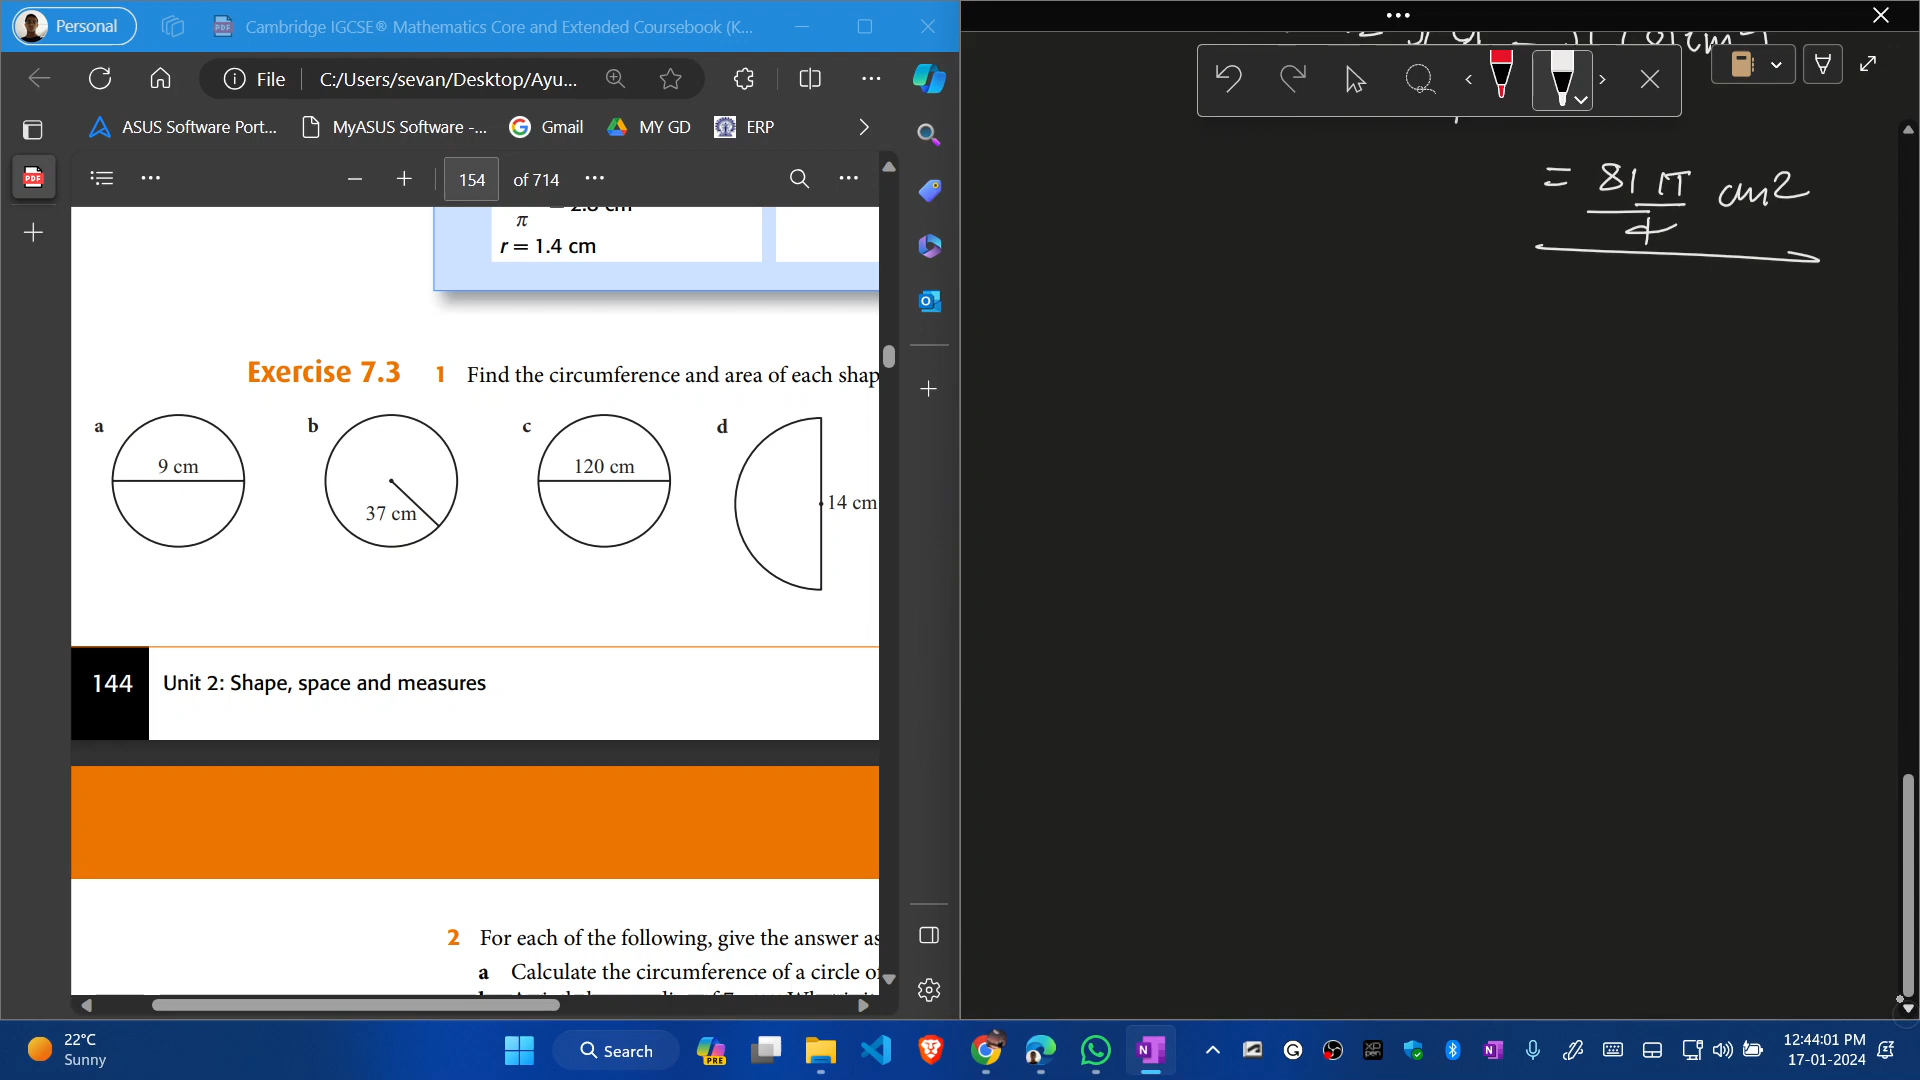 Personal
Cambridge IGCSE® Mathematics Core and Extended Coursebook (K...
File
C:/Users/sevan/Desktop/Ayu...
ASUS Software Port...
MyASUS Software -...
Gmail
MY GD
ERP
154
of 714
π
r = 1.4 cm
Exercise 7.3
1 Find the circumference and area of each shap
a
9 cm
b
37 cm
c
120 cm
d
14 cm
144
Unit 2: Shape, space and measures
2 For each of the following, give the answer as
a Calculate the circumference of a circle o
= 81 π cm2
4
22°C
Sunny
Search
12:44:01 PM
17-01-2024